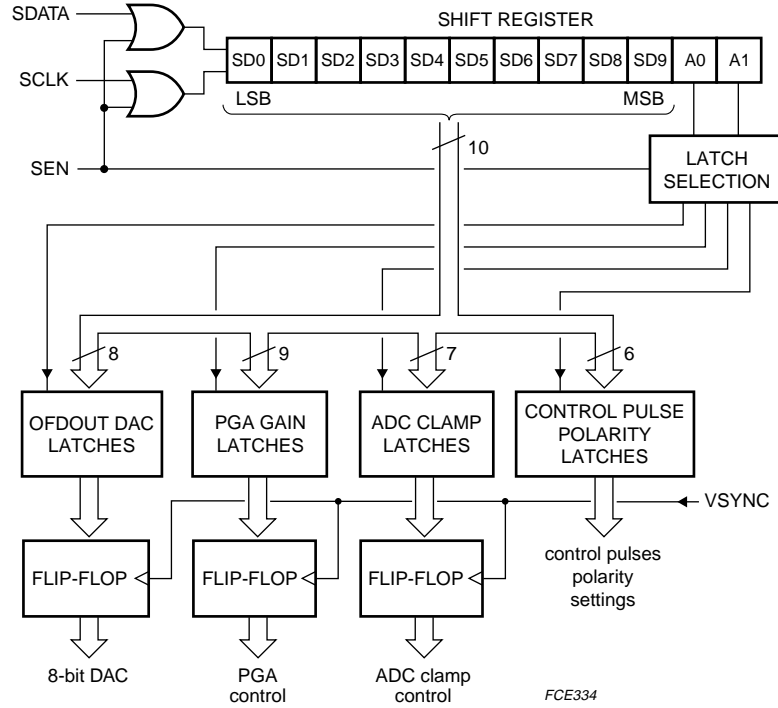 SHIFT REGISTER
SDATA
SCLK
SEN
SD0 SD1 SD2 SD3 SD4 SD5 SD6 SD7 SD8 SD9 A0 A1
LSB MSB
10
LATCH
SELECTION
8 9 7 6
OFDOUT DAC
LATCHES
PGA GAIN
LATCHES
ADC CLAMP
LATCHES
CONTROL PULSE
POLARITY
LATCHES
VSYNC
FLIP-FLOP
FLIP-FLOP
FLIP-FLOP
control pulses
polarity
settings
8-bit DAC
PGA
control
ADC clamp
control
FCE334